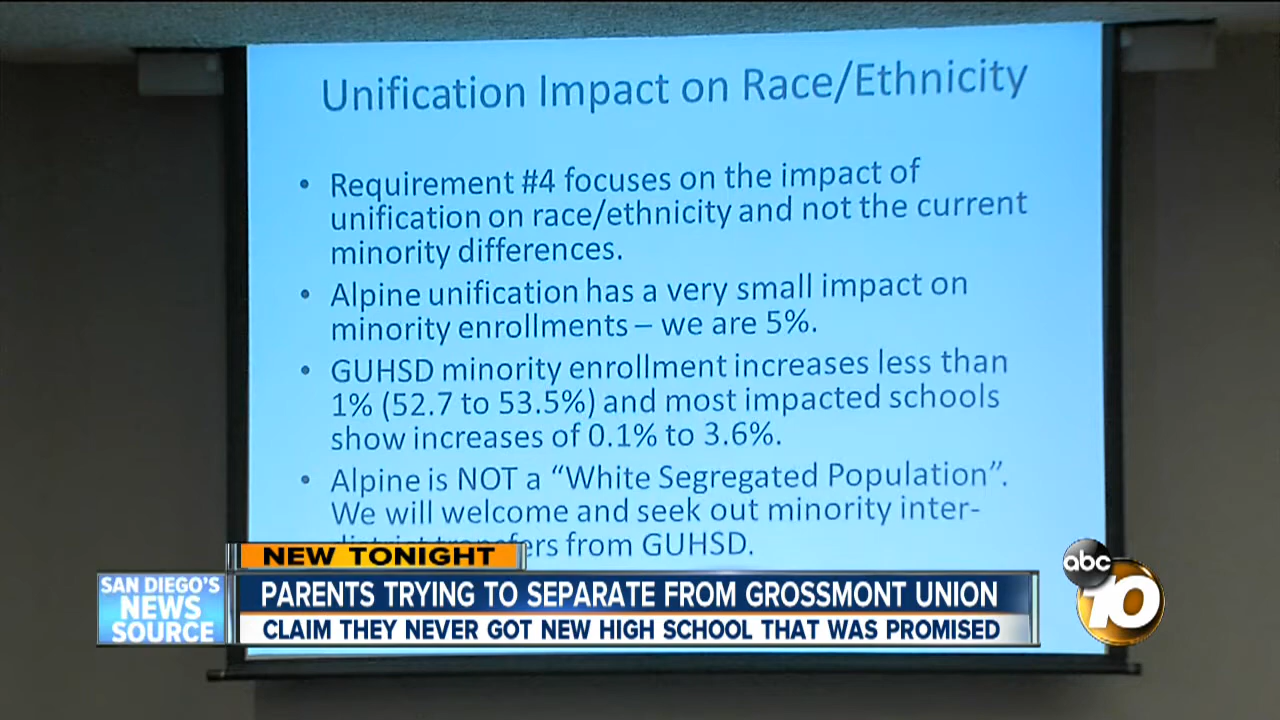 Unification Impact on Race/Ethnicity
• Requirement #4 focuses on the impact of
unification on race/ethnicity and not the current
minority differences.
• Alpine unification has a very small impact on
minority enrollments – we are 5%.
• GUHSD minority enrollment increases less than
1% (52.7 to 53.5%) and most impacted schools
show increases of 0.1% to 3.6%.
• Alpine is NOT a “White Segregated Population”.
We will welcome and seek out minority inter-
from GUHSD.
NEW TONIGHT
SAN DIEGO'S
NEWS
SOURCE
PARENTS TRYING TO SEPARATE FROM GROSSMONT UNION
CLAIM THEY NEVER GOT NEW HIGH SCHOOL THAT WAS PROMISED
abc
10